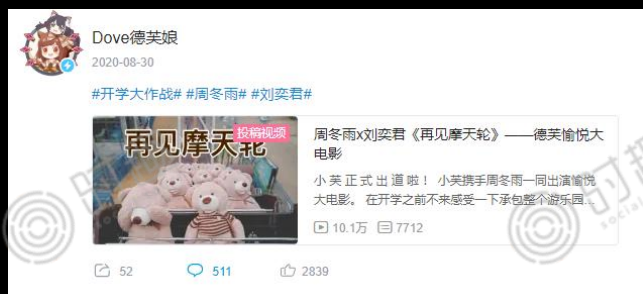 Dove德芙娘
2020-08-30
#开学大作战# #周冬雨# #刘奕君#
再见摩天轮
投稿视频
周冬雨x刘奕君《再见摩天轮》——德芙愉悦大
电影
小 芙 正 式 出 道 啦 ！ 小芙携手周冬雨一同出演愉悦
大电影。 在开学之前不来感受一下承包整个游乐园...
10.1万 7712
52 511 2839